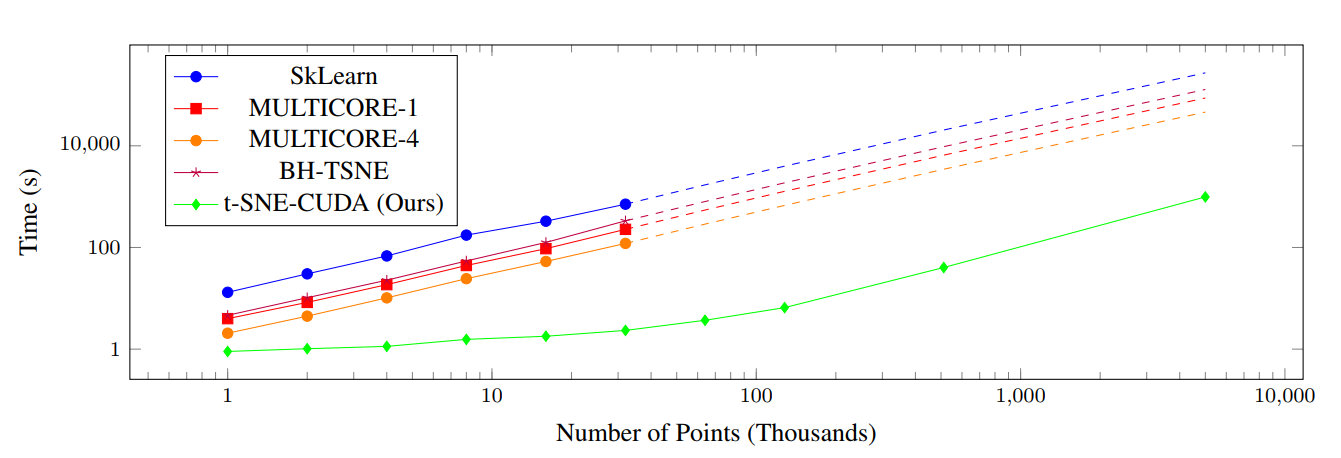 SkLearn
MULTICORE-1
MULTICORE-4
BH-TSNE
t-SNE-CUDA (Ours)
10,000
100
1
Time (s)
1 10 100 1,000 10,000
Number of Points (Thousands)